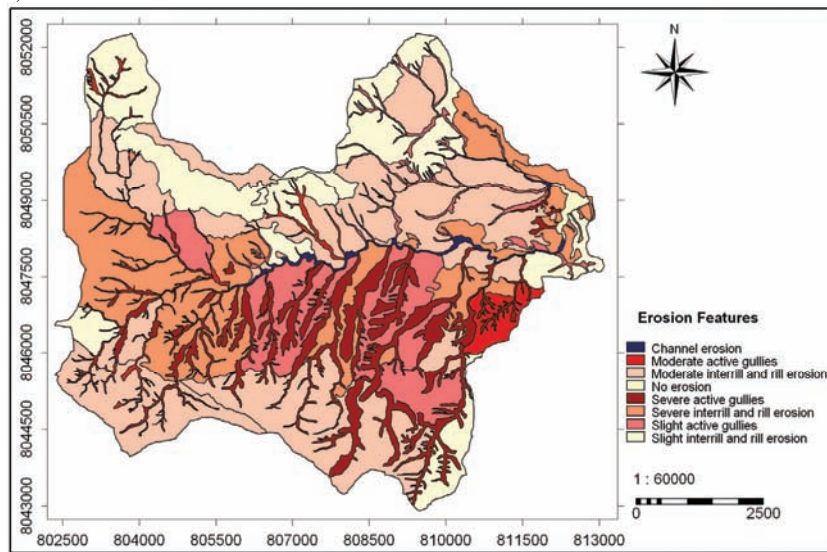 N
8052000
8050500
8049000
8047500
8046000
8044500
8043000
Erosion Features
Channel erosion
Moderate active gullies
Moderate interrill and rill erosion
No erosion
Severe active gullies
Severe interrill and rill erosion
Slight active gullies
Slight interrill and rill erosion
1 : 60000
0 2500
802500 804000 805500 807000 808500 810000 811500 813000